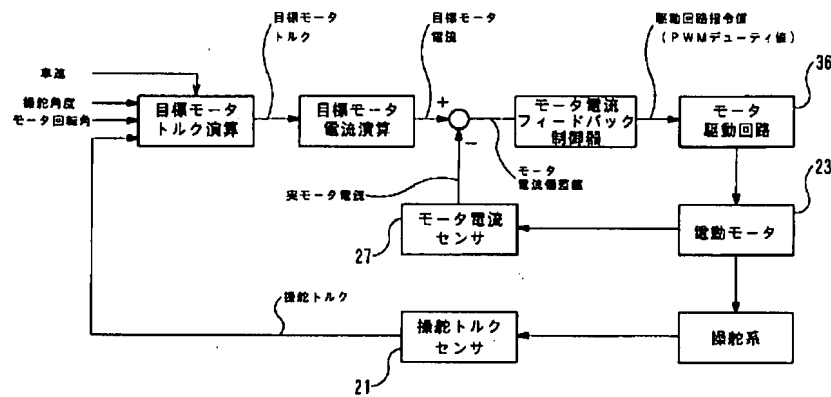 目標モータ
トルク
目標モータ
電流
駆動回路指令値
(PWMデューティ値)
36
車速
操舵角度
モータ回転角
目標モータ
トルク演算
目標モータ
電流演算
+
−
モータ電流
フィードバック
制御器
モータ
駆動回路
実モータ電流
モータ
23
モータ電流
センサ
27
電動モータ
操舵トルク
操舵トルク
センサ
21
操舵系